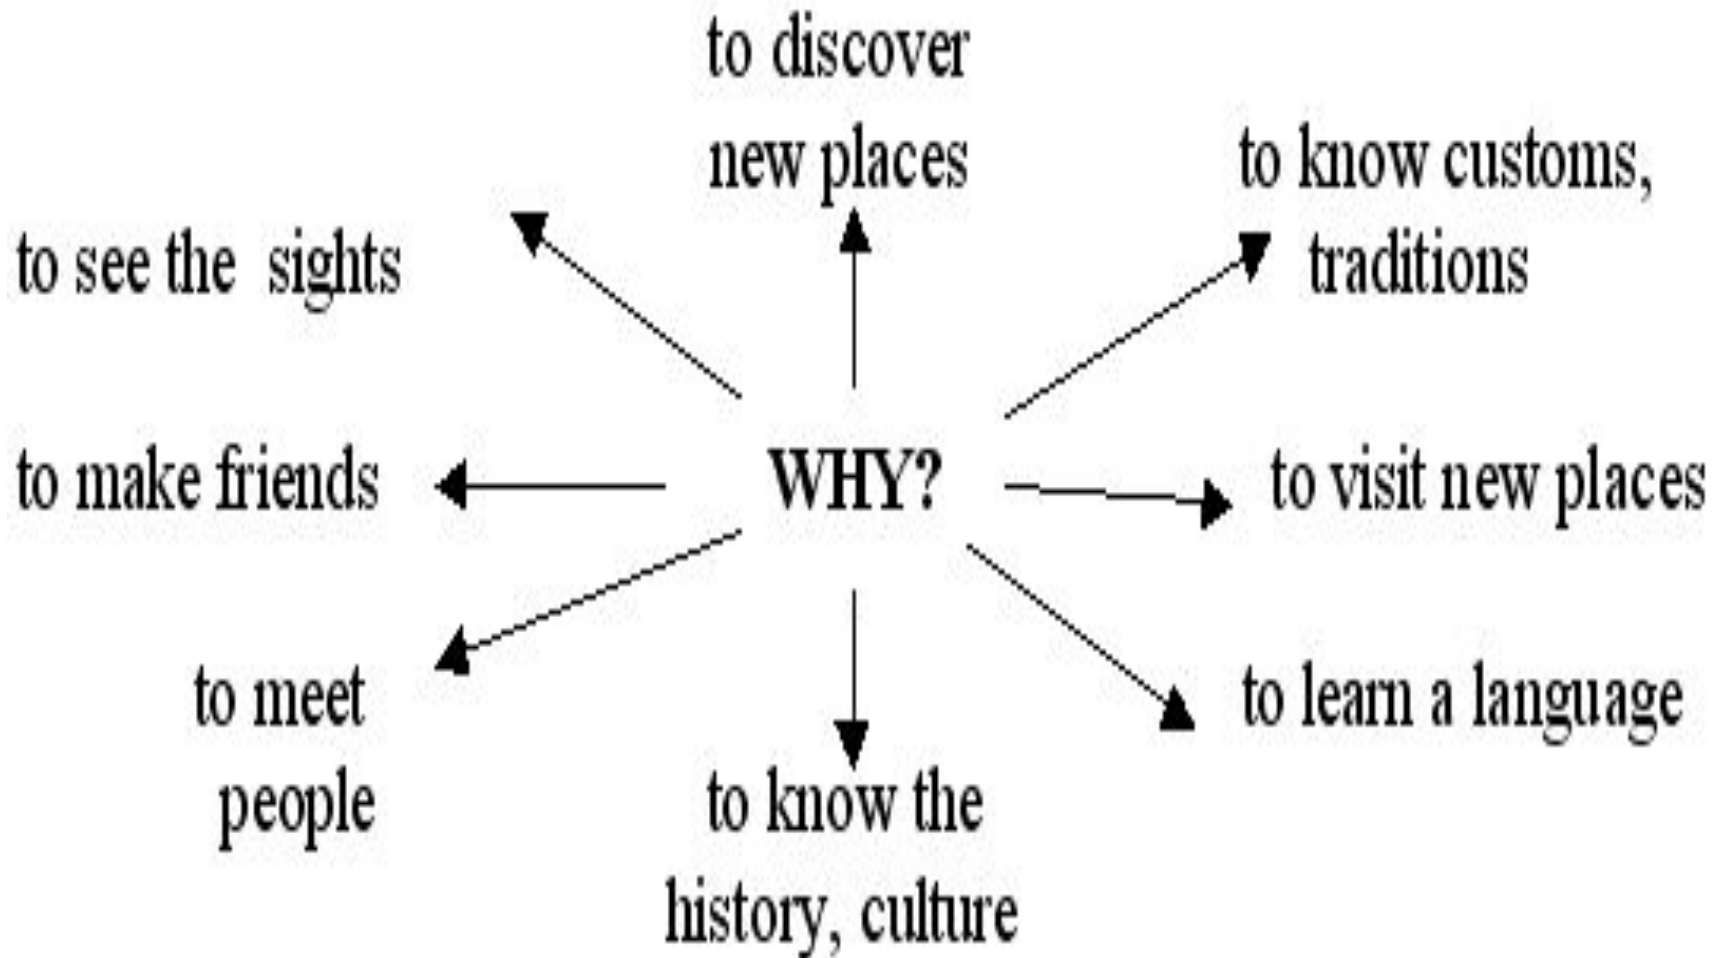 to discover
new places
to know customs,
traditions
to see the sights
to make friends
WHY?
to visit new places
to meet
people
to learn a language
to know the
history, culture